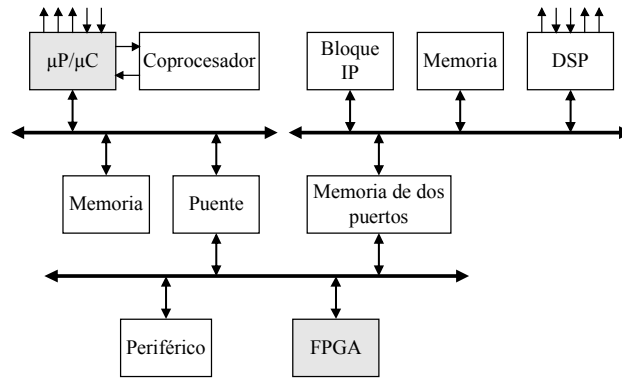 μP/μC
Coprocesador
Bloque
IP
Memoria
DSP
Memoria
Puente
Memoria de dos
puertos
Periférico
FPGA